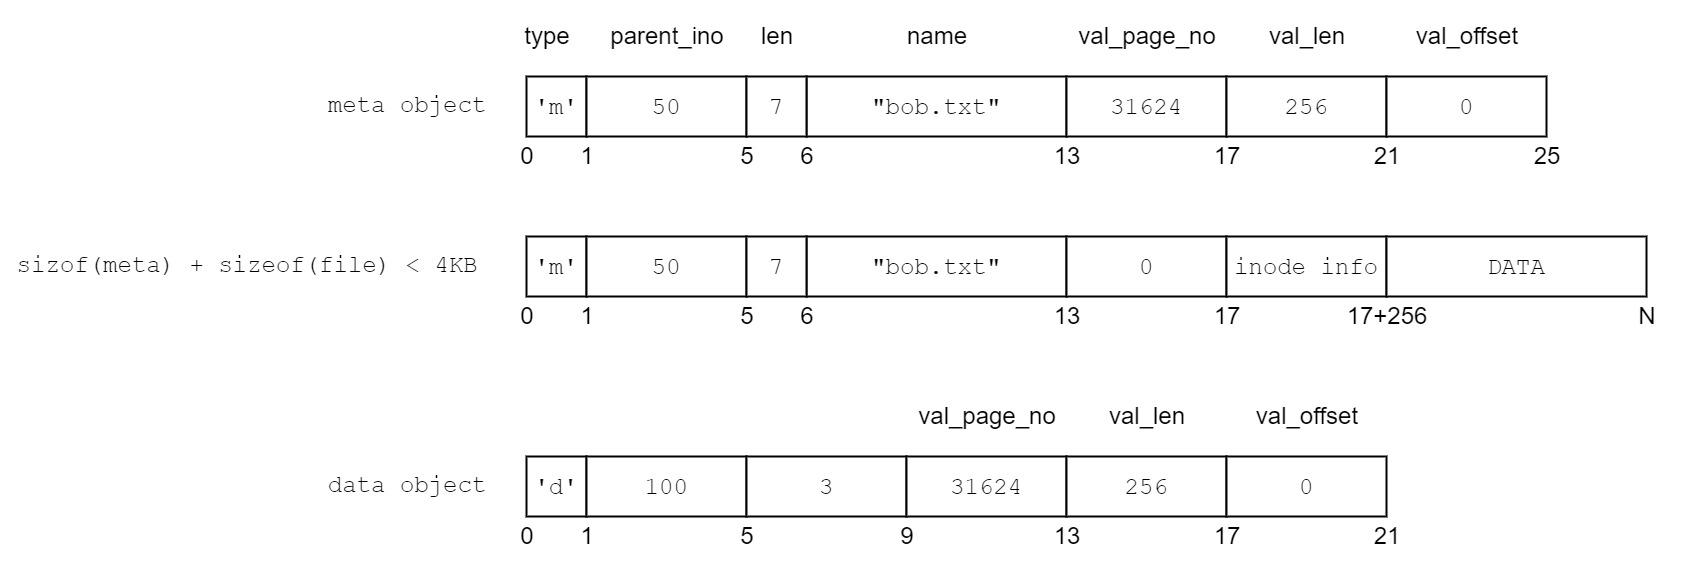 type parent_ino len name val_page_no val_len val_offset
meta object 'm' 50 7 "bob.txt" 31624 256 0
0 1 5 6 13 17 21 25
sizof(meta) + sizeof(file) < 4KB 'm' 50 7 "bob.txt" 0 inode info DATA
0 1 5 6 13 17 17+256 N
val_page_no val_len val_offset
data object 'd' 100 3 31624 256 0
0 1 5 9 13 17 21